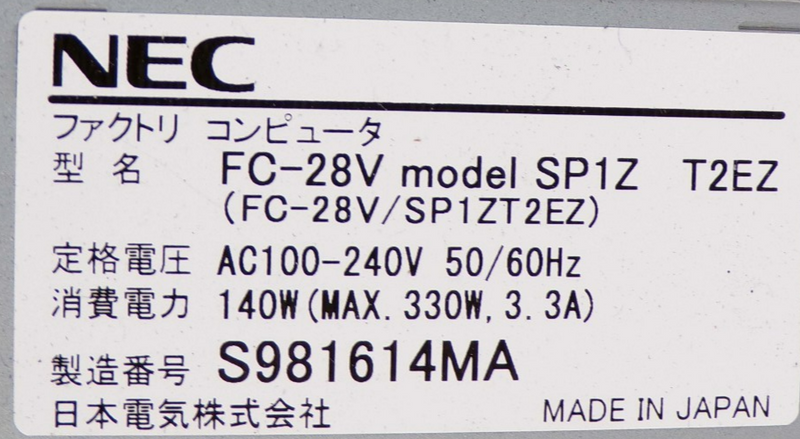 NEC
ファクトリ コンピュータ
型名 FC-28V model SP1Z T2EZ
(FC-28V/SP1ZT2EZ)
定格電圧 AC100-240V 50/60Hz
消費電力 140W(MAX.330W,3.3A)
製造番号 S981614MA
日本電気株式会社 MADE IN JAPAN